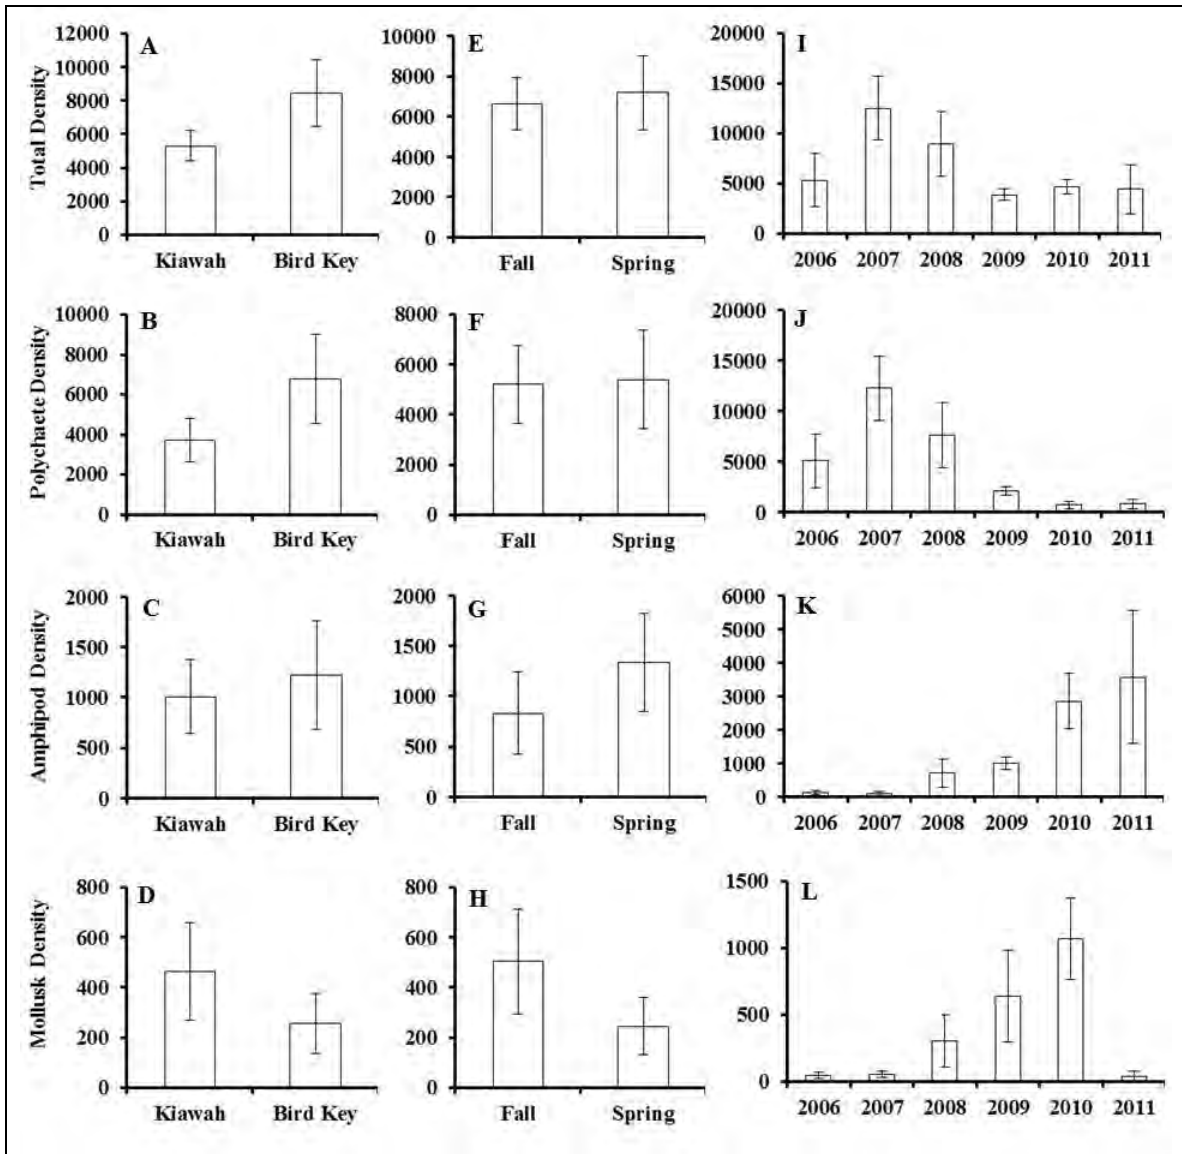 Total Density
A
12000
10000
8000
6000
4000
2000
0
Kiawah Bird Key
E
10000
8000
6000
4000
2000
0
Fall Spring
I
20000
15000
10000
5000
0
2006 2007 2008 2009 2010 2011
Polychaete Density
B
10000
8000
6000
4000
2000
0
Kiawah Bird Key
F
8000
6000
4000
2000
0
Fall Spring
J
20000
15000
10000
5000
0
2006 2007 2008 2009 2010 2011
Amphipod Density
C
2000
1500
1000
500
0
Kiawah Bird Key
G
2000
1500
1000
500
0
Fall Spring
K
6000
5000
4000
3000
2000
1000
0
2006 2007 2008 2009 2010 2011
Mollusk Density
D
800
600
400
200
0
Kiawah Bird Key
H
800
600
400
200
0
Fall Spring
L
1500
1000
500
0
2006 2007 2008 2009 2010 2011